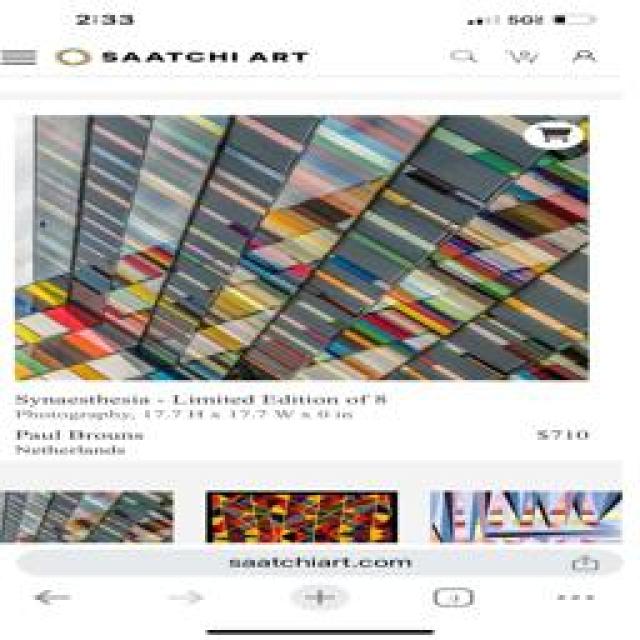 2:33
5G
SAATCHI ART
Synaesthesia - Limited Edition of 8
Photography, 17.7 H x 17.7 W x 0 in
Paul Brouns
$710
Netherlands
saatchiart.com